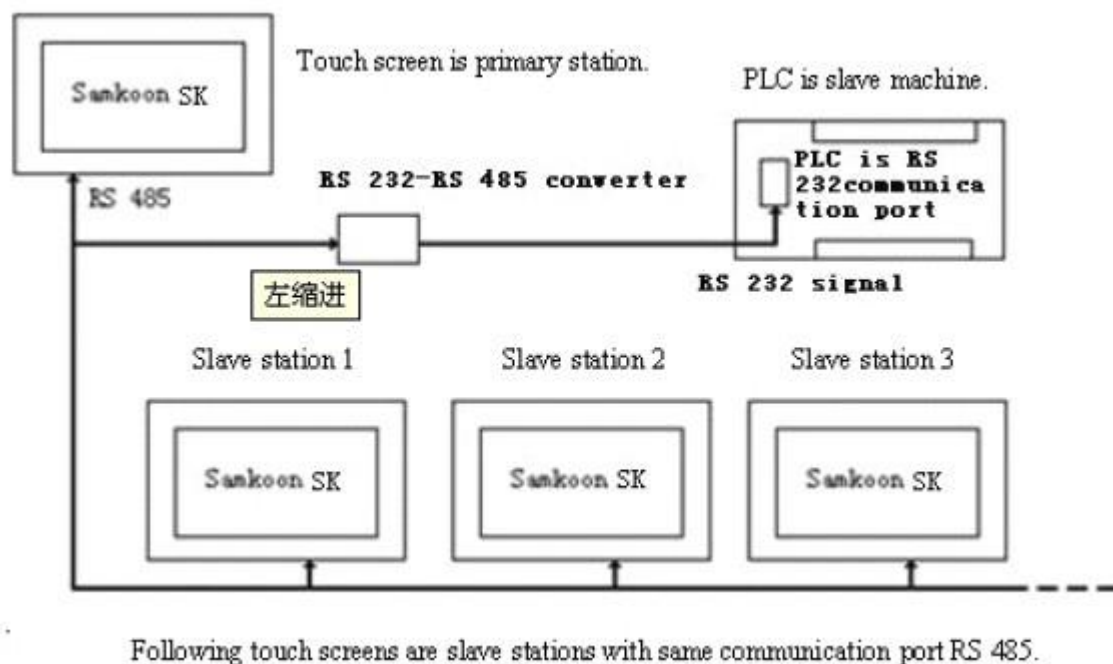 Samkoon SK
Touch screen is primary station.
PLC is slave machine.
PLC is RS
232communica
tion port
RS 232-RS 485 converter
RS 485
左缩进
RS 232 signal
Slave station 1
Slave station 2
Slave station 3
Samkoon SK
Samkoon SK
Samkoon SK
Following touch screens are slave stations with same communication port RS 485.